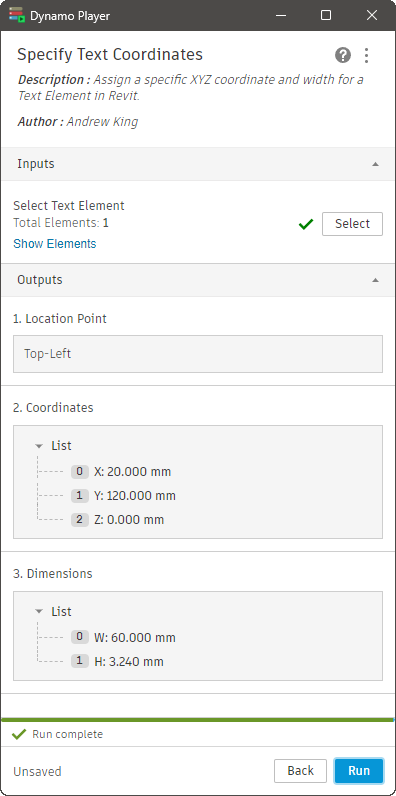 Dynamo Player
Specify Text Coordinates
Description : Assign a specific XYZ coordinate and width for a
Text Element in Revit.
Author : Andrew King
Inputs
Select Text Element
Total Elements: 1
Show Elements
Select
Outputs
1. Location Point
Top-Left
2. Coordinates
List
0 X: 20.000 mm
1 Y: 120.000 mm
2 Z: 0.000 mm
3. Dimensions
List
0 W: 60.000 mm
1 H: 3.240 mm
Run complete
Unsaved
Back
Run